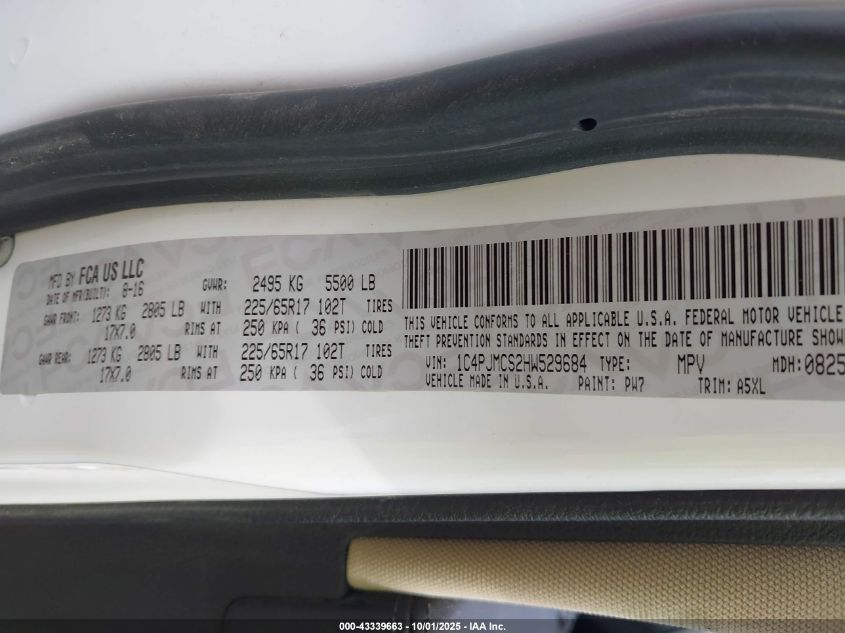 MFD BY FCA US LLC
DATE OF MFR(BUILT): 8-16 GVWR: 2495 KG 5500 LB
GAWR FRONT: 1273 KG 2805 LB WITH 225/65R17 102T TIRES
17X7.0 RIMS AT 250 KPA ( 36 PSI) COLD
GAWR REAR: 1273 KG 2805 LB WITH 225/65R17 102T TIRES
17X7.0 RIMS AT 250 KPA ( 36 PSI) COLD
THIS VEHICLE CONFORMS TO ALL APPLICABLE U.S.A. FEDERAL MOTOR VEHICLE
THEFT PREVENTION STANDARDS IN EFFECT ON THE DATE OF MANUFACTURE SHOW
VIN: 1C4PJMCS2HW529684 TYPE: MPV MDH:0825
VEHICLE MADE IN U.S.A. PAINT: PW7 TRIM: A5XL
000-43339663 - 10/01/2025 - IAA Inc.